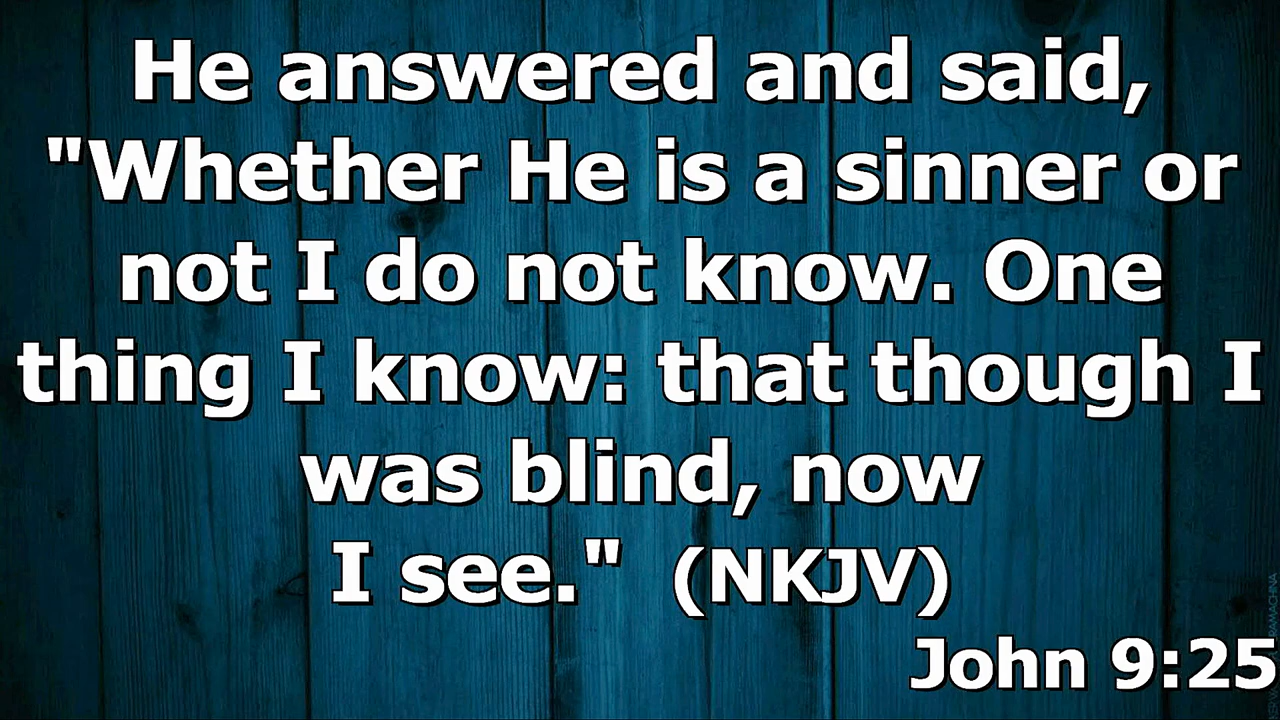 He answered and said,
"Whether He is a sinner or
not I do not know. One
thing I know: that though I
was blind, now
I see." (NKJV)
John 9:25